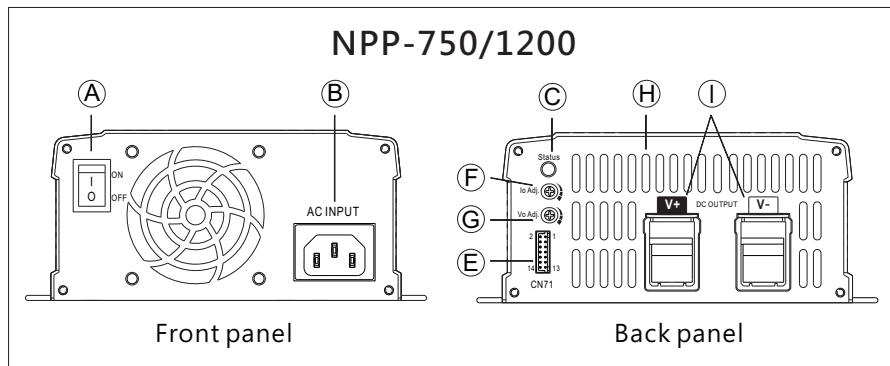 NPP-750/1200
A
B
ON
I
O
OFF
AC INPUT
Front panel
C
H
I
Status
F
Io Adj.
G
Vo Adj.
V+
DC OUTPUT
V-
2
1
E
14
13
CN71
Back panel